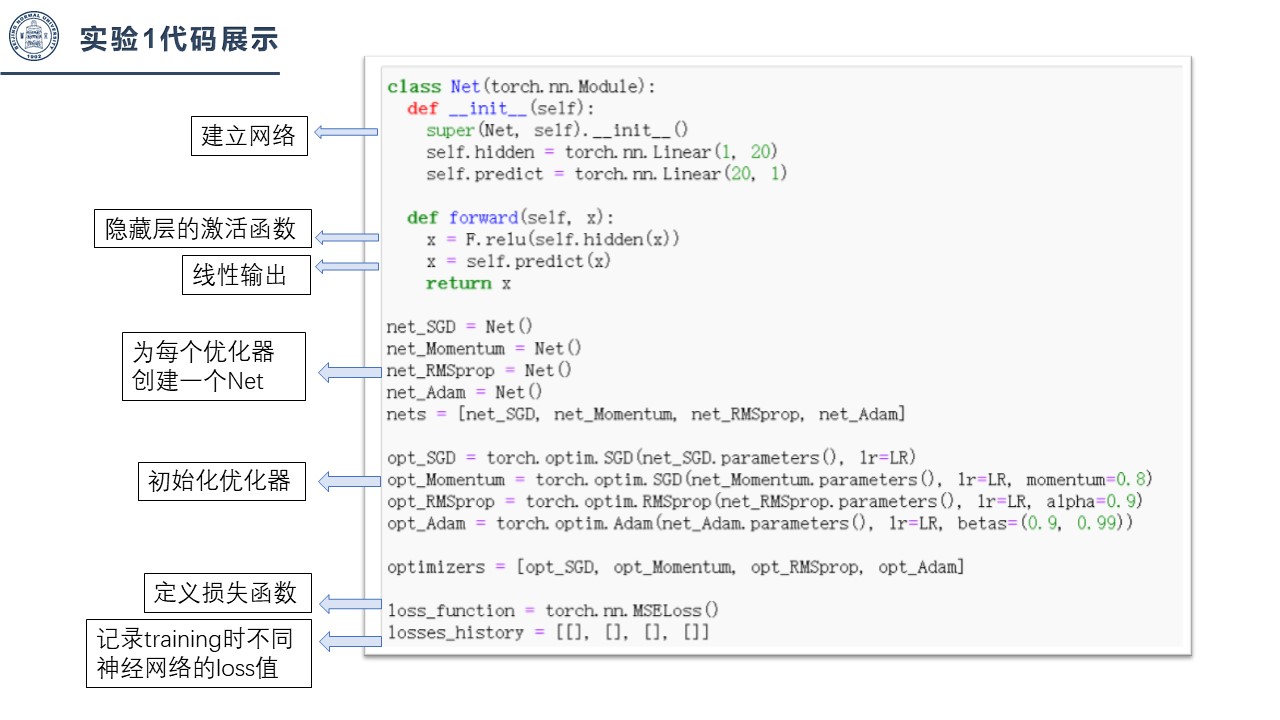 BEIJING NORMAL UNIVERSITY
1902
实验1代码展示
建立网络
隐藏层的激活函数
线性输出
为每个优化器
创建一个Net
初始化优化器
定义损失函数
记录training时不同
神经网络的loss值
class Net(torch.nn.Module):
  def __init__(self):
    super(Net, self).__init__()
    self.hidden = torch.nn.Linear(1, 20)
    self.predict = torch.nn.Linear(20, 1)
  def forward(self, x):
    x = F.relu(self.hidden(x))
    x = self.predict(x)
    return x
net_SGD = Net()
net_Momentum = Net()
net_RMSprop = Net()
net_Adam = Net()
nets = [net_SGD, net_Momentum, net_RMSprop, net_Adam]
opt_SGD = torch.optim.SGD(net_SGD.parameters(), lr=LR)
opt_Momentum = torch.optim.SGD(net_Momentum.parameters(), lr=LR, momentum=0.8)
opt_RMSprop = torch.optim.RMSprop(net_RMSprop.parameters(), lr=LR, alpha=0.9)
opt_Adam = torch.optim.Adam(net_Adam.parameters(), lr=LR, betas=(0.9, 0.99))
optimizers = [opt_SGD, opt_Momentum, opt_RMSprop, opt_Adam]
loss_function = torch.nn.MSELoss()
losses_history = [[], [], [], []]